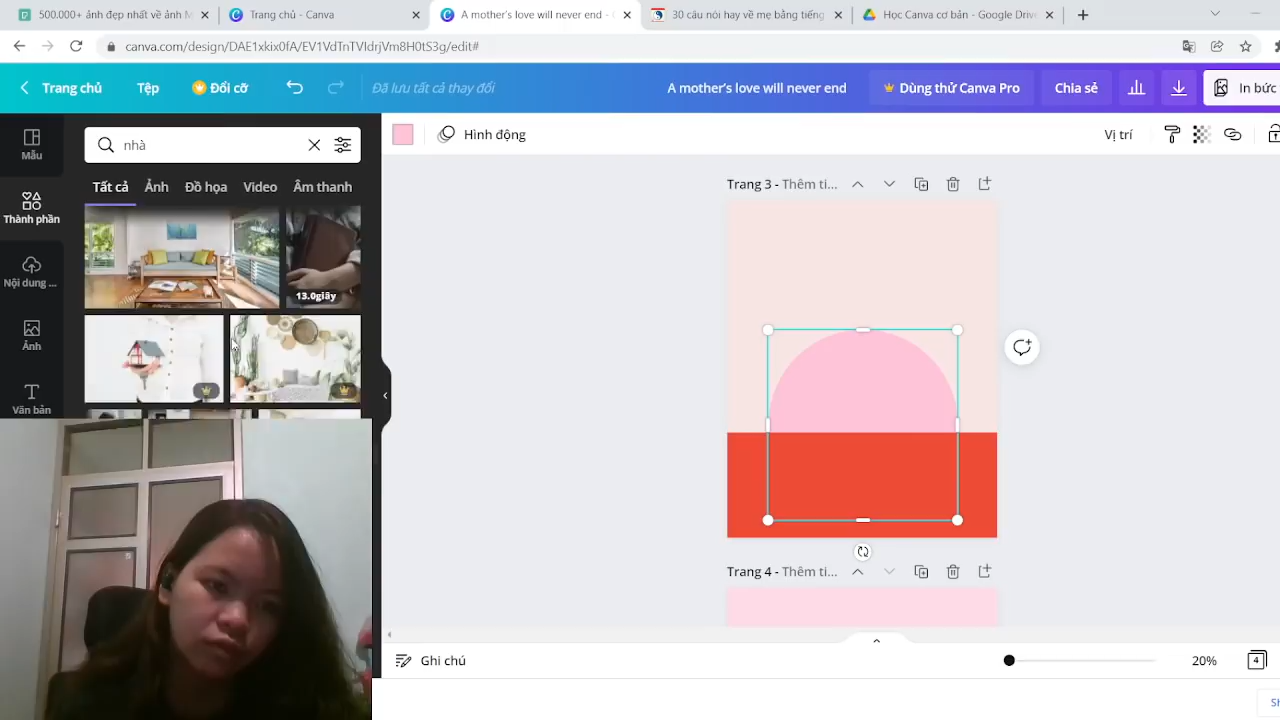 500.000+ ảnh đẹp nhất về ảnh M
Trang chủ - Canva
A mother's love will never end -
30 câu nói hay về mẹ bằng tiếng
Học Canva cơ bản - Google Drive
canva.com/design/DAE1xkix0fA/EV1VdTnTVIdrjVm8H0tS3g/edit#
Trang chủ
Tệp
Đổi cỡ
Đã lưu tất cả thay đổi
A mother's love will never end
Dùng thử Canva Pro
Chia sẻ
In bức
Mẫu
Thành phần
Nội dung ...
Ảnh
Văn bản
nhà
Tất cả
Ảnh
Đồ họa
Video
Âm thanh
13.0giây
Hình động
Vị trí
Trang 3 - Thêm ti...
Trang 4 - Thêm ti...
Ghi chú
20%
4